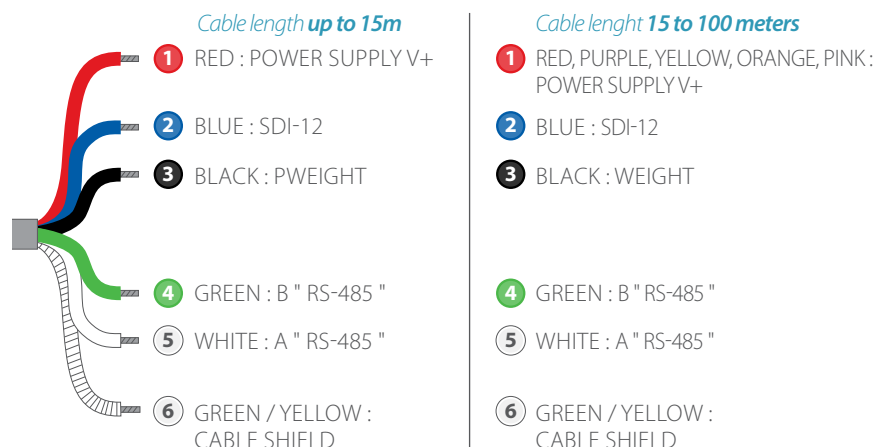 Cable length up to 15m
1 RED : POWER SUPPLY V+
2 BLUE : SDI-12
3 BLACK : PWEIGHT
4 GREEN : B " RS-485 "
5 WHITE : A " RS-485 "
6 GREEN / YELLOW :
CABLE SHIELD
Cable lenght 15 to 100 meters
1 RED, PURPLE, YELLOW, ORANGE, PINK :
POWER SUPPLY V+
2 BLUE : SDI-12
3 BLACK : WEIGHT
4 GREEN : B " RS-485 "
5 WHITE : A " RS-485 "
6 GREEN / YELLOW :
CABLE SHIELD